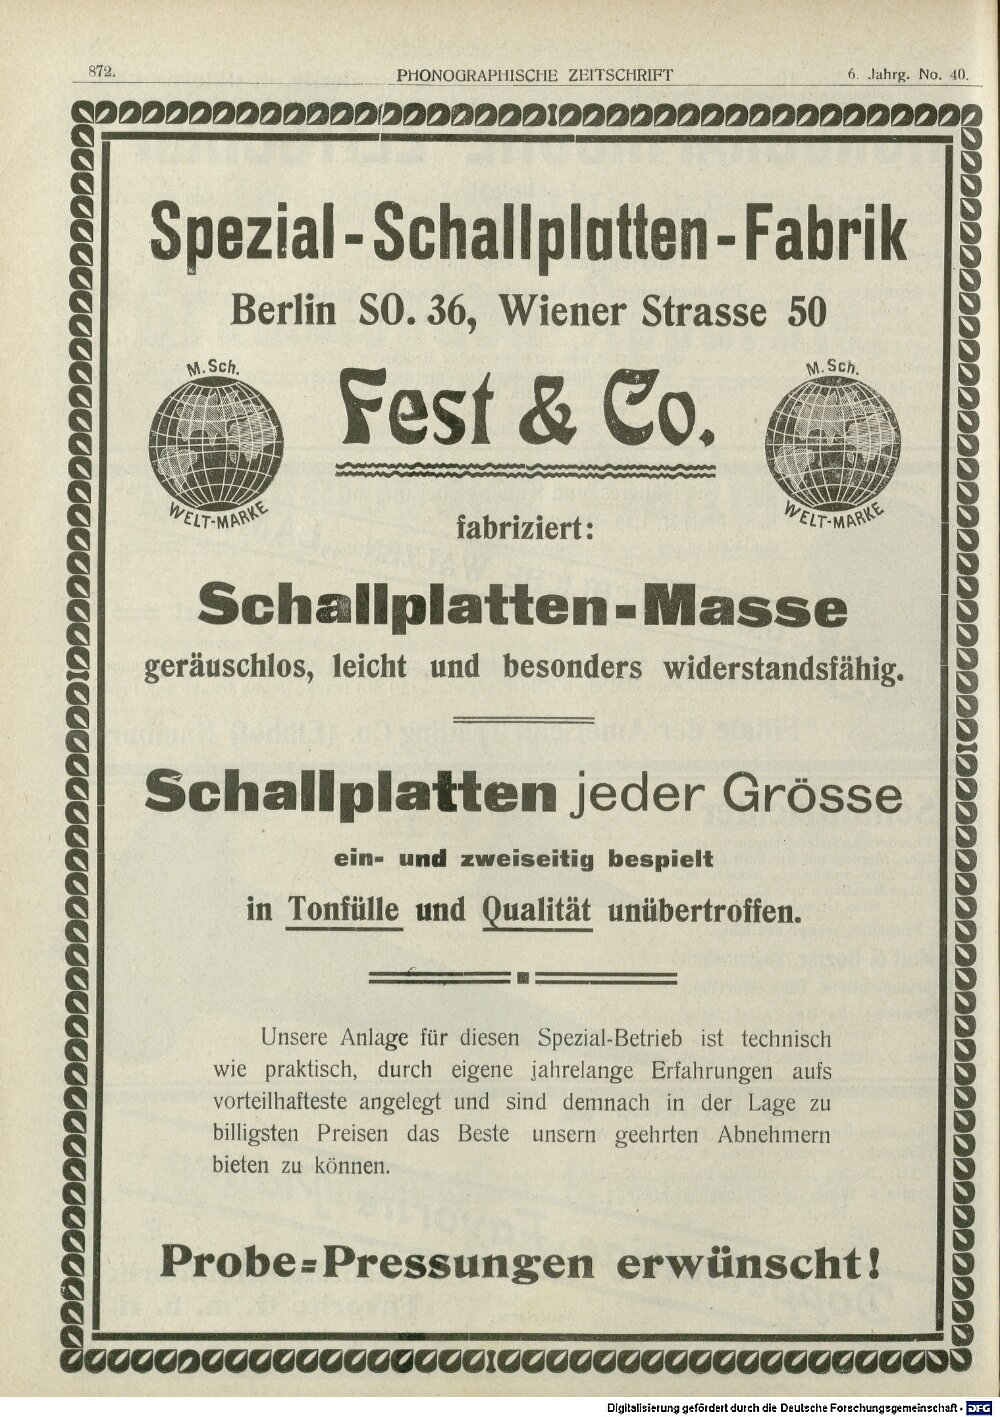 872.
PHONOGRAPHISCHE ZEITSCHRIFT
6. Jahrg. No. 40.
Spezial-Schallplatten-Fabrik
Berlin SO. 36, Wiener Strasse 50
M. Sch.
WELT-MARKE
Fest & Co.
M. Sch.
WELT-MARKE
fabriziert:
Schallplatten-Masse
geräuschlos, leicht und besonders widerstandsfähig.
Schallplatten jeder Grösse
ein- und zweiseitig bespielt
in Tonfülle und Qualität unübertroffen.
Unsere Anlage für diesen Spezial-Betrieb ist technisch
wie praktisch, durch eigene jahrelange Erfahrungen aufs
vorteilhafteste angelegt und sind demnach in der Lage zu
billigsten Preisen das Beste unsern geehrten Abnehmern
bieten zu können.
Probe=Pressungen erwünscht!
Digitalisierung gefördert durch die Deutsche Forschungsgemeinschaft - DFG